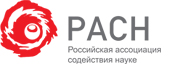 РАСН
Российская ассоциация
содействия науке